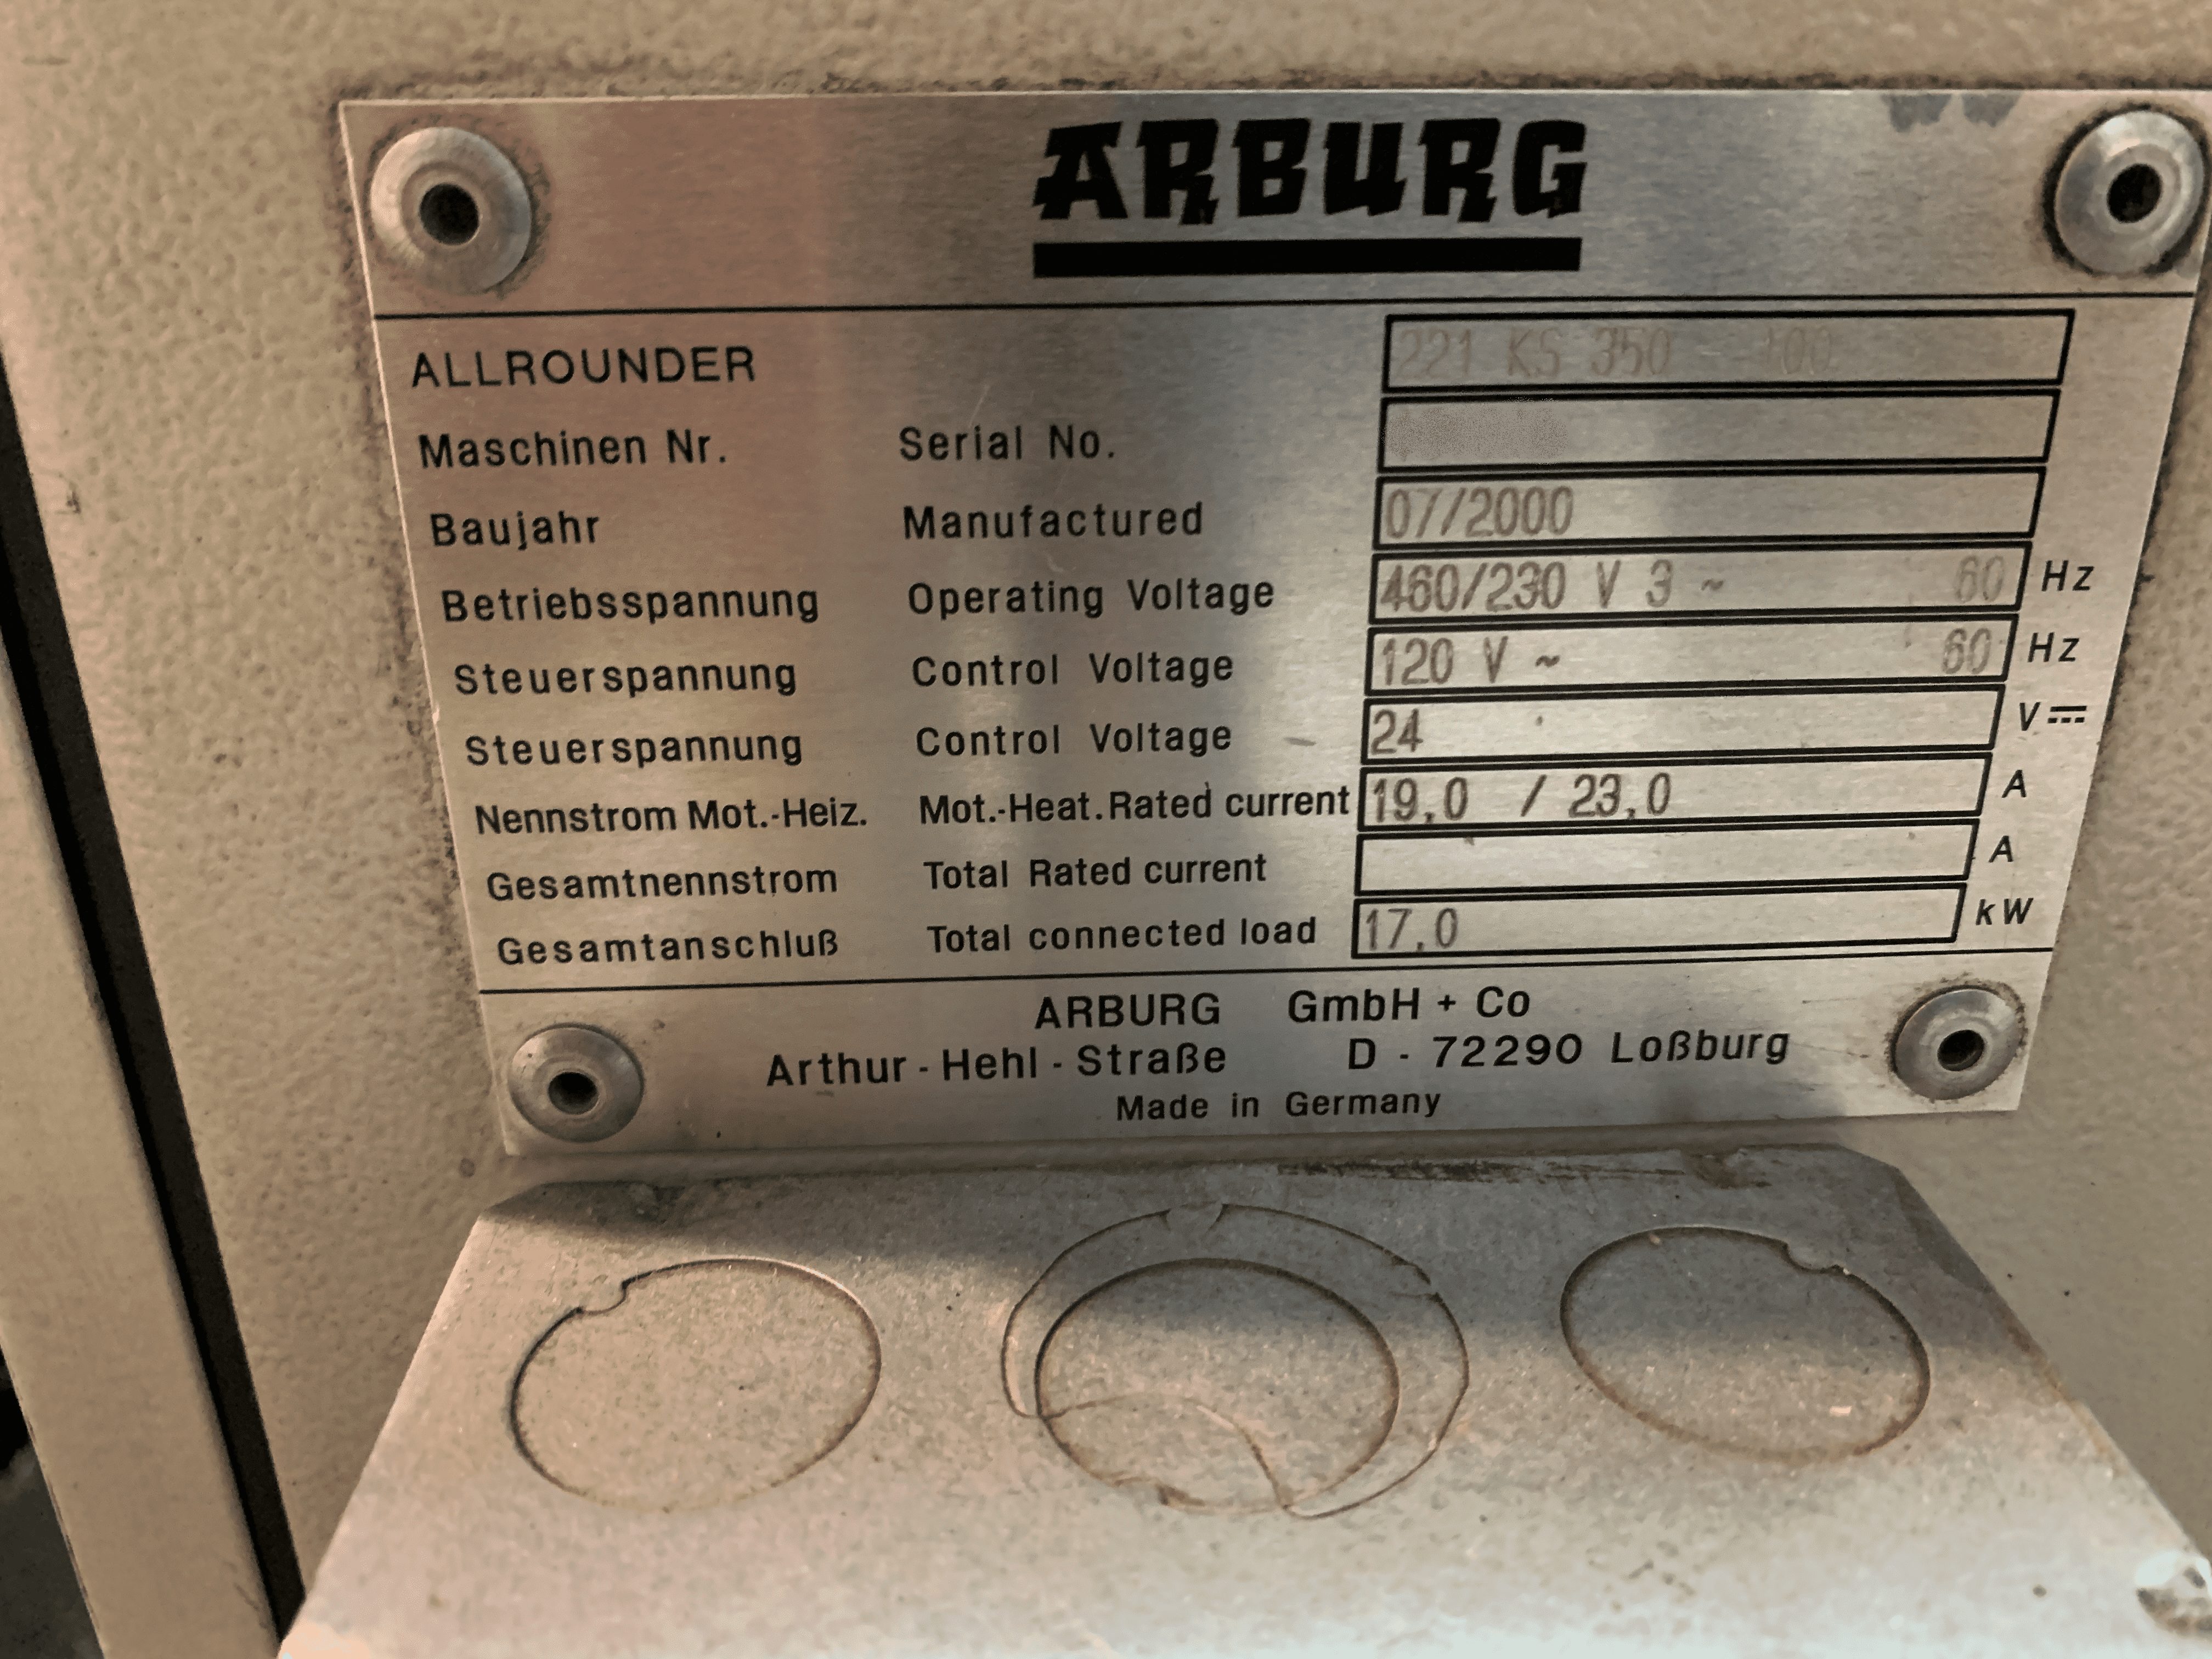 ARBURG
ALLROUNDER 221 KS 350 - 100
Maschinen Nr. Serial No.
Baujahr Manufactured 07//2000
Betriebsspannung Operating Voltage 460/230 V 3 ~ 60 Hz
Steuerspannung Control Voltage 120 V ~ 60 Hz
Steuerspannung Control Voltage 24 V⎓
Nennstrom Mot.-Heiz. Mot.-Heat. Rated current 19,0 / 23,0 A
Gesamtnennstrom Total Rated current A
Gesamtanschluß Total connected load 17,0 kW
ARBURG GmbH + Co
Arthur - Hehl - Straße D - 72290 Loßburg
Made in Germany